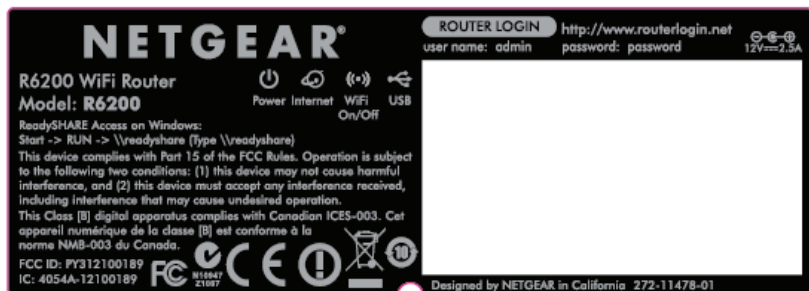 NETGEAR®
R6200 WiFi Router
Model: R6200
Power Internet WiFi On/Off USB
ReadySHARE Access on Windows:
Start -> RUN -> \\readyshare (Type \\readyshare)
This device complies with Part 15 of the FCC Rules. Operation is subject
to the following two conditions: (1) this device may not cause harmful
interference, and (2) this device must accept any interference received,
including interference that may cause undesired operation.
This Class [B] digital apparatus complies with Canadian ICES-003. Cet
appareil numérique de la classe [B] est conforme à la
norme NMB-003 du Canada.
FCC ID: PY312100189
IC: 4054A-12100189
FC
N10947
Z1087
CE
10
ROUTER LOGIN
http://www.routerlogin.net
user name: admin
password: password
12V⎓2.5A
Designed by NETGEAR in California 272-11478-01